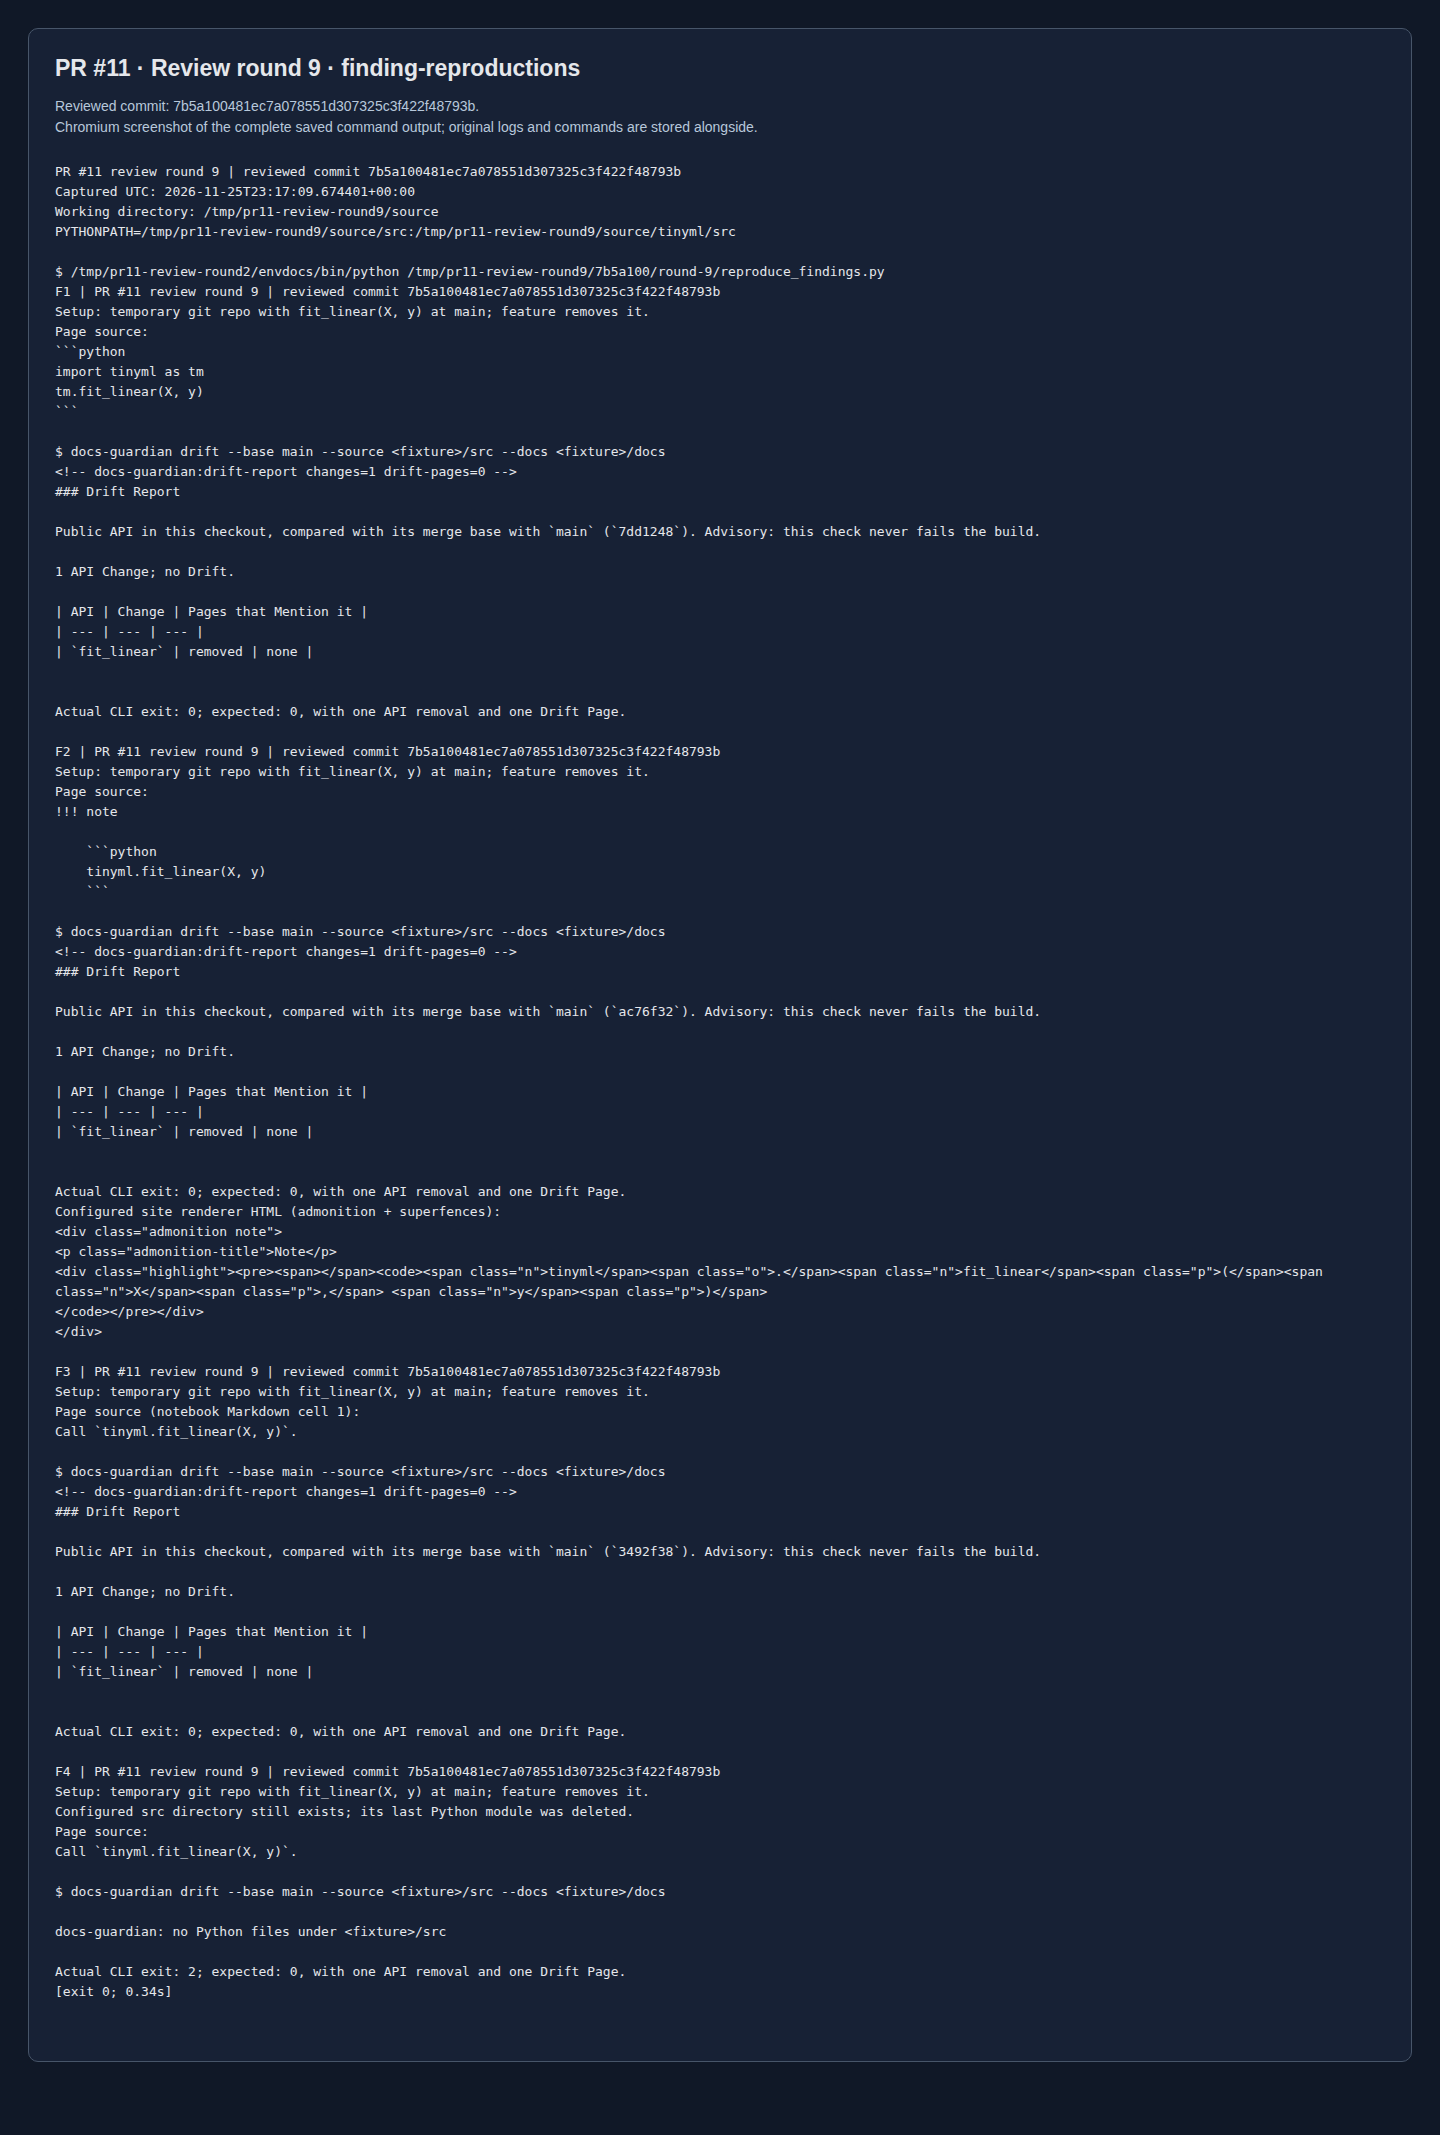 PR #11 · Review round 9 · finding-reproductions
Reviewed commit: 7b5a100481ec7a078551d307325c3f422f48793b.
Chromium screenshot of the complete saved command output; original logs and commands are stored alongside.
PR #11 review round 9 | reviewed commit 7b5a100481ec7a078551d307325c3f422f48793b
Captured UTC: 2026-11-25T23:17:09.674401+00:00
Working directory: /tmp/pr11-review-round9/source
PYTHONPATH=/tmp/pr11-review-round9/source/src:/tmp/pr11-review-round9/source/tinyml/src
$ /tmp/pr11-review-round2/envdocs/bin/python /tmp/pr11-review-round9/7b5a100/round-9/reproduce_findings.py
F1 | PR #11 review round 9 | reviewed commit 7b5a100481ec7a078551d307325c3f422f48793b
Setup: temporary git repo with fit_linear(X, y) at main; feature removes it.
Page source:
```python
import tinyml as tm
tm.fit_linear(X, y)
```
$ docs-guardian drift --base main --source <fixture>/src --docs <fixture>/docs
<!-- docs-guardian:drift-report changes=1 drift-pages=0 -->
### Drift Report
Public API in this checkout, compared with its merge base with `main` (`7dd1248`). Advisory: this check never fails the build.
1 API Change; no Drift.
| API | Change | Pages that Mention it |
| --- | --- | --- |
| `fit_linear` | removed | none |
Actual CLI exit: 0; expected: 0, with one API removal and one Drift Page.
F2 | PR #11 review round 9 | reviewed commit 7b5a100481ec7a078551d307325c3f422f48793b
Setup: temporary git repo with fit_linear(X, y) at main; feature removes it.
Page source:
!!! note
    ```python
    tinyml.fit_linear(X, y)
    ```
$ docs-guardian drift --base main --source <fixture>/src --docs <fixture>/docs
<!-- docs-guardian:drift-report changes=1 drift-pages=0 -->
### Drift Report
Public API in this checkout, compared with its merge base with `main` (`ac76f32`). Advisory: this check never fails the build.
1 API Change; no Drift.
| API | Change | Pages that Mention it |
| --- | --- | --- |
| `fit_linear` | removed | none |
Actual CLI exit: 0; expected: 0, with one API removal and one Drift Page.
Configured site renderer HTML (admonition + superfences):
<div class="admonition note">
<p class="admonition-title">Note</p>
<div class="highlight"><pre><span></span><code><span class="n">tinyml</span><span class="o">.</span><span class="n">fit_linear</span><span class="p">(</span><span
class="n">X</span><span class="p">,</span> <span class="n">y</span><span class="p">)</span>
</code></pre></div>
</div>
F3 | PR #11 review round 9 | reviewed commit 7b5a100481ec7a078551d307325c3f422f48793b
Setup: temporary git repo with fit_linear(X, y) at main; feature removes it.
Page source (notebook Markdown cell 1):
Call `tinyml.fit_linear(X, y)`.
$ docs-guardian drift --base main --source <fixture>/src --docs <fixture>/docs
<!-- docs-guardian:drift-report changes=1 drift-pages=0 -->
### Drift Report
Public API in this checkout, compared with its merge base with `main` (`3492f38`). Advisory: this check never fails the build.
1 API Change; no Drift.
| API | Change | Pages that Mention it |
| --- | --- | --- |
| `fit_linear` | removed | none |
Actual CLI exit: 0; expected: 0, with one API removal and one Drift Page.
F4 | PR #11 review round 9 | reviewed commit 7b5a100481ec7a078551d307325c3f422f48793b
Setup: temporary git repo with fit_linear(X, y) at main; feature removes it.
Configured src directory still exists; its last Python module was deleted.
Page source:
Call `tinyml.fit_linear(X, y)`.
$ docs-guardian drift --base main --source <fixture>/src --docs <fixture>/docs
docs-guardian: no Python files under <fixture>/src
Actual CLI exit: 2; expected: 0, with one API removal and one Drift Page.
[exit 0; 0.34s]